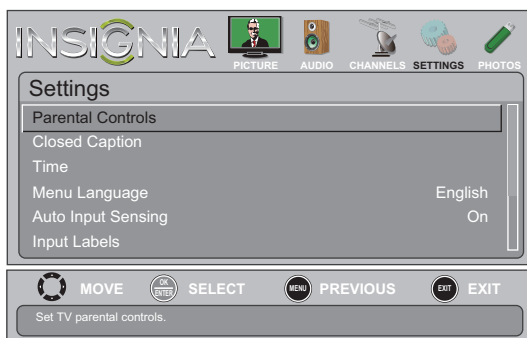 INSIGNIA
PICTURE AUDIO CHANNELS SETTINGS PHOTOS
Settings
Parental Controls
Closed Caption
Time
Menu Language English
Auto Input Sensing On
Input Labels
MOVE OK ENTER SELECT MENU PREVIOUS EXIT EXIT
Set TV parental controls.